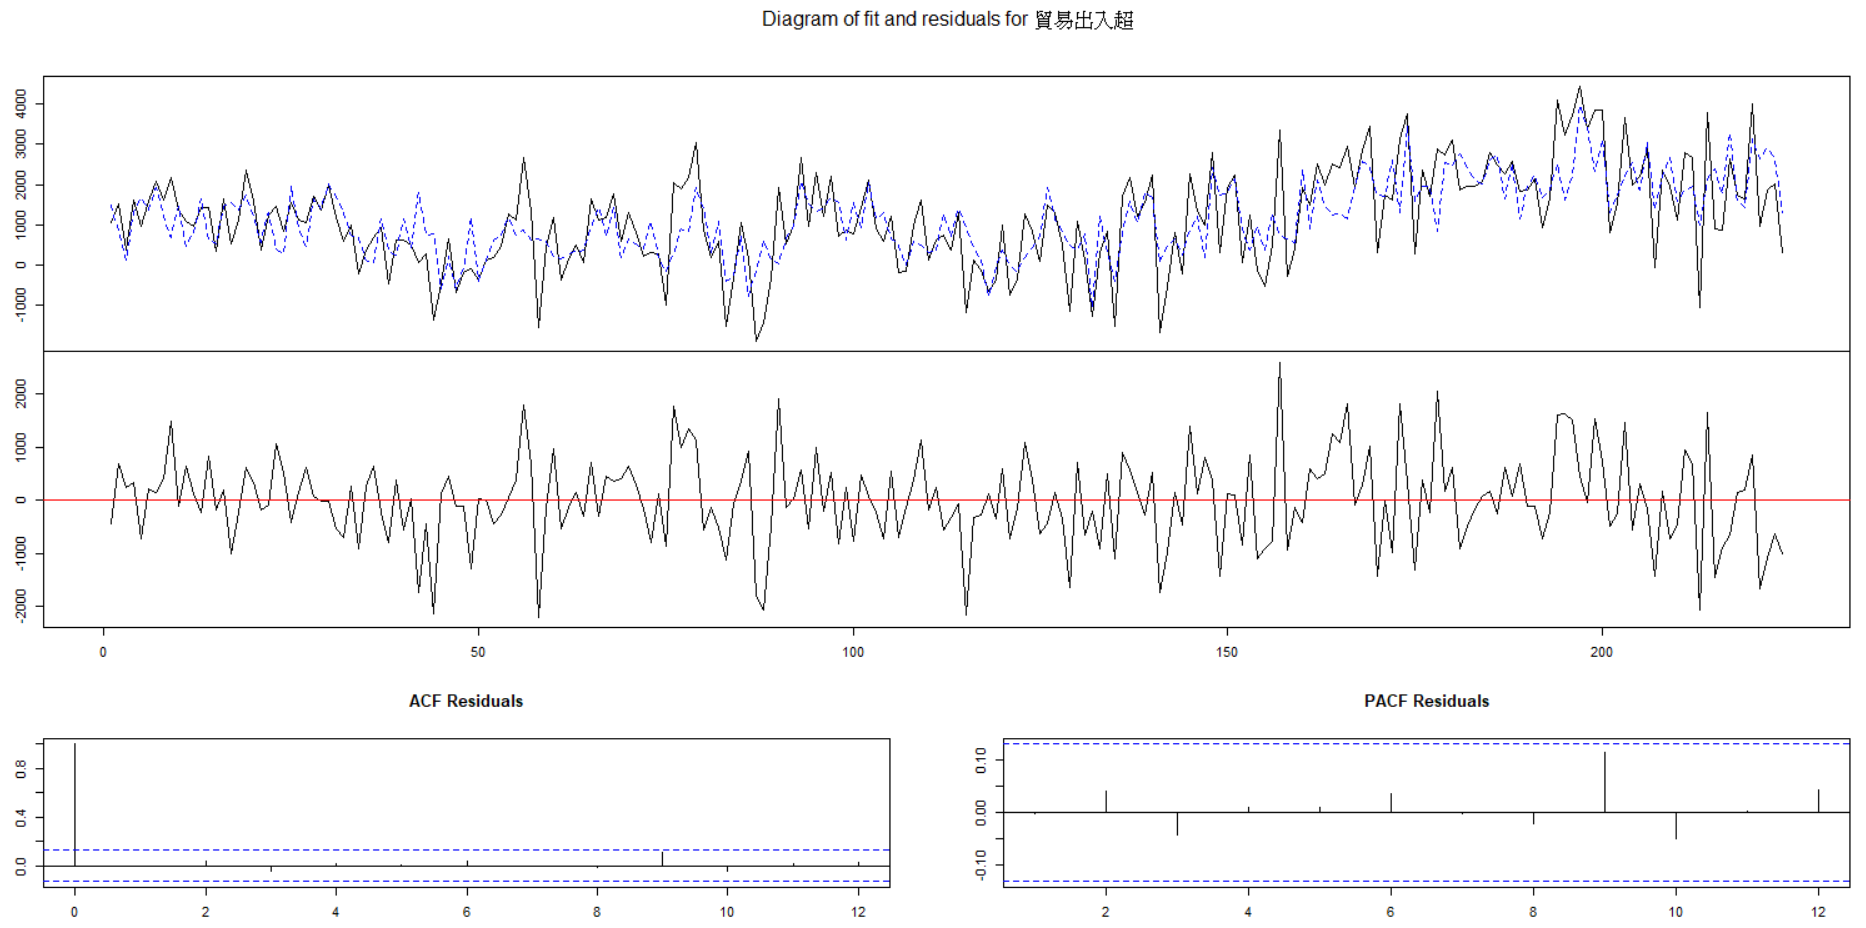 Diagram of fit and residuals for 貿易出入超
4000
3000
2000
1000
0
-1000
2000
1000
0
-1000
-2000
0 50 100 150 200
ACF Residuals
0.8
0.4
0.0
0 2 4 6 8 10 12
PACF Residuals
0.10
0.00
-0.10
2 4 6 8 10 12